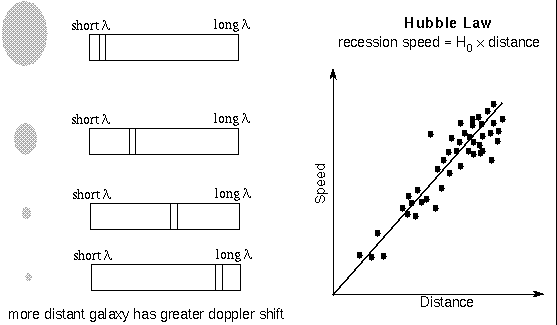 short λ long λ
short λ long λ
short λ long λ
short λ long λ
more distant galaxy has greater doppler shift
Hubble Law
recession speed = H₀ × distance
Speed
Distance